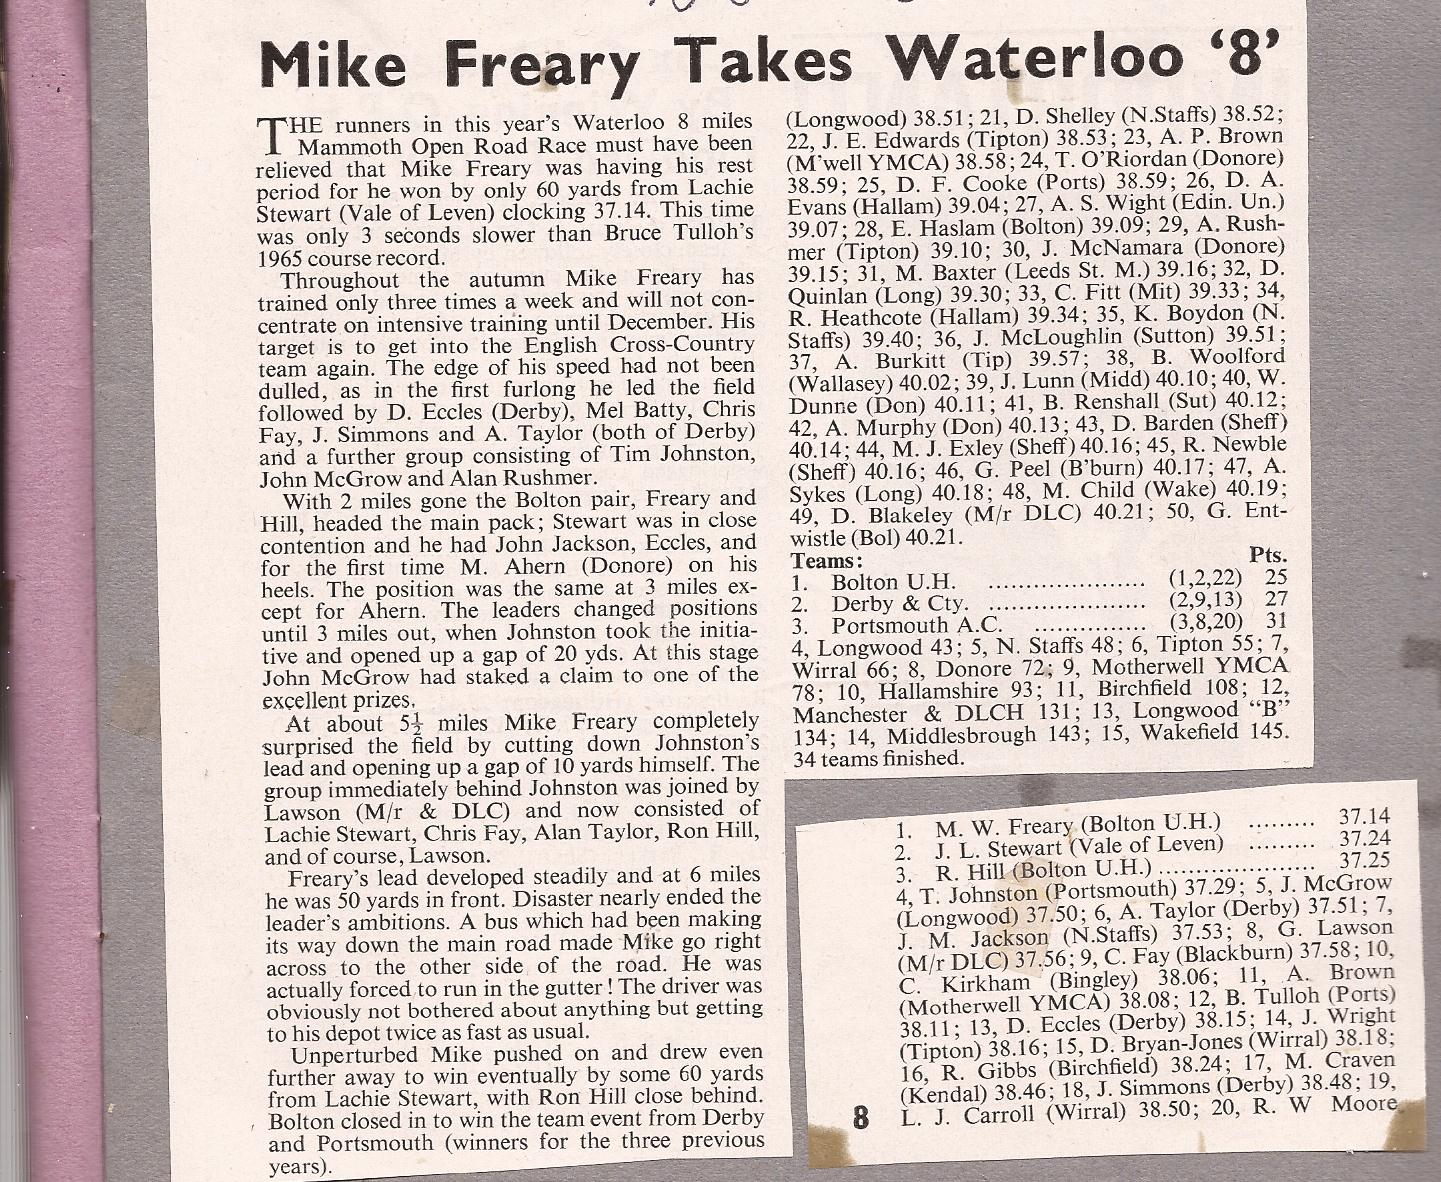 Mike Freary Takes Waterloo ‘8’
THE runners in this year’s Waterloo 8 miles
Mammoth Open Road Race must have been
relieved that Mike Freary was having his rest
period for he won by only 60 yards from Lachie
Stewart (Vale of Leven) clocking 37.14. This time
was only 3 seconds slower than Bruce Tulloh’s
1965 course record.
Throughout the autumn Mike Freary has
trained only three times a week and will not con-
centrate on intensive training until December. His
target is to get into the English Cross-Country
team again. The edge of his speed had not been
dulled, as in the first furlong he led the field
followed by D. Eccles (Derby), Mel Batty, Chris
Fay, J. Simmons and A. Taylor (both of Derby)
and a further group consisting of Tim Johnston,
John McGrow and Alan Rushmer.
With 2 miles gone the Bolton pair, Freary and
Hill, headed the main pack; Stewart was in close
contention and he had John Jackson, Eccles, and
for the first time M. Ahern (Donore) on his
heels. The position was the same at 3 miles ex-
cept for Ahern. The leaders changed positions
until 3 miles out, when Johnston took the initia-
tive and opened up a gap of 20 yds. At this stage
John McGrow had staked a claim to one of the
excellent prizes.
At about 5½ miles Mike Freary completely
surprised the field by cutting down Johnston’s
lead and opening up a gap of 10 yards himself. The
group immediately behind Johnston was joined by
Lawson (M/r & DLC) and now consisted of
Lachie Stewart, Chris Fay, Alan Taylor, Ron Hill,
and of course, Lawson.
Freary’s lead developed steadily and at 6 miles
he was 50 yards in front. Disaster nearly ended the
leader’s ambitions. A bus which had been making
its way down the main road made Mike go right
across to the other side of the road. He was
actually forced to run in the gutter! The driver was
obviously not bothered about anything but getting
to his depot twice as fast as usual.
Unperturbed Mike pushed on and drew even
further away to win eventually by some 60 yards
from Lachie Stewart, with Ron Hill close behind.
Bolton closed in to win the team event from Derby
and Portsmouth (winners for the three previous
years).
(Longwood) 38.51; 21, D. Shelley (N.Staffs) 38.52;
22, J. E. Edwards (Tipton) 38.53; 23, A. P. Brown
(M’well YMCA) 38.58; 24, T. O’Riordan (Donore)
38.59; 25, D. F. Cooke (Ports) 38.59; 26, D. A.
Evans (Hallam) 39.04; 27, A. S. Wight (Edin. Un.)
39.07; 28, E. Haslam (Bolton) 39.09; 29, A. Rush-
mer (Tipton) 39.10; 30, J. McNamara (Donore)
39.15; 31, M. Baxter (Leeds St. M.) 39.16; 32, D.
Quinlan (Long) 39.30; 33, C. Fitt (Mit) 39.33; 34,
R. Heathcote (Hallam) 39.34; 35, K. Boydon (N.
Staffs) 39.40; 36, J. McLoughlin (Sutton) 39.51;
37, A. Burkitt (Tip) 39.57; 38, B. Woolford
(Wallasey) 40.02; 39, J. Lunn (Midd) 40.10; 40, W.
Dunne (Don) 40.11; 41, B. Renshall (Sut) 40.12;
42, A. Murphy (Don) 40.13; 43, D. Barden (Sheff)
40.14; 44, M. J. Exley (Sheff) 40.16; 45, R. Newble
(Sheff) 40.16; 46, G. Peel (B’burn) 40.17; 47, A.
Sykes (Long) 40.18; 48, M. Child (Wake) 40.19;
49, D. Blakeley (M/r DLC) 40.21; 50, G. Ent-
wistle (Bol) 40.21.
Teams: Pts.
1. Bolton U.H. ...................... (1,2,22) 25
2. Derby & Cty. ...................... (2,9,13) 27
3. Portsmouth A.C. ................ (3,8,20) 31
4, Longwood 43; 5, N. Staffs 48; 6, Tipton 55; 7,
Wirral 66; 8, Donore 72; 9, Motherwell YMCA
78; 10, Hallamshire 93; 11, Birchfield 108; 12,
Manchester & DLCH 131; 13, Longwood “B”
134; 14, Middlesbrough 143; 15, Wakefield 145.
34 teams finished.
1. M. W. Freary (Bolton U.H.) ......... 37.14
2. J. L. Stewart (Vale of Leven) ......... 37.24
3. R. Hill (Bolton U.H.) ..................... 37.25
4, T. Johnston (Portsmouth) 37.29; 5, J. McGrow
(Longwood) 37.50; 6, A. Taylor (Derby) 37.51; 7,
J. M. Jackson (N.Staffs) 37.53; 8, G. Lawson
(M/r DLC) 37.56; 9, C. Fay (Blackburn) 37.58; 10,
C. Kirkham (Bingley) 38.06; 11, A. Brown
(Motherwell YMCA) 38.08; 12, B. Tulloh (Ports)
38.11; 13, D. Eccles (Derby) 38.15; 14, J. Wright
(Tipton) 38.16; 15, D. Bryan-Jones (Wirral) 38.18;
16, R. Gibbs (Birchfield) 38.24; 17, M. Craven
(Kendal) 38.46; 18, J. Simmons (Derby) 38.48; 19,
L. J. Carroll (Wirral) 38.50; 20, R. W Moore
8